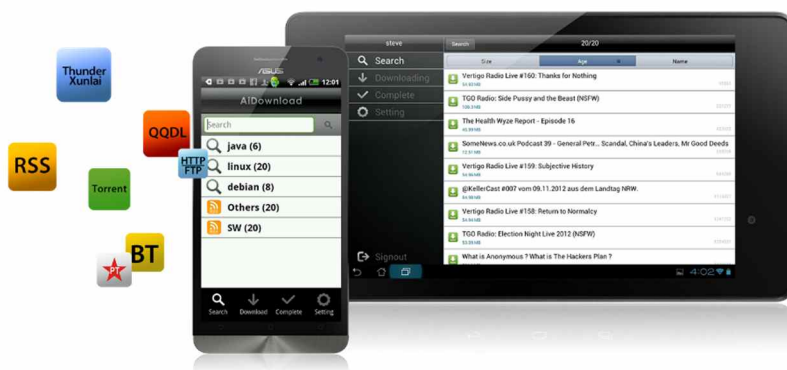 Thunder
Xunlai
QQDL
HTTP
FTP
RSS
Torrent
BT
PT
ASUS
12:01
AiDownload
Search
java (6)
linux (20)
debian (8)
Others (20)
SW (20)
Search
Download
Complete
Setting
steve
Search
20/20
Search
Downloading
Complete
Setting
Signout
Size
Age
Name
Vertigo Radio Live #160: Thanks for Nothing
TGO Radio: Side Pussy and the Beast (NSFW)
The Health Wyze Report - Episode 16
SomeNews.co.uk Podcast 39 - General Petr... Scandal, China's Leaders, Mr Good Deeds
Vertigo Radio Live #159: Subjective History
@KellerCast #007 vom 09.11.2012 aus dem Landtag NRW.
Vertigo Radio Live #158: Return to Normalcy
TGO Radio: Election Night Live 2012 (NSFW)
What is Anonymous ? What is The Hackers Plan ?
4:02